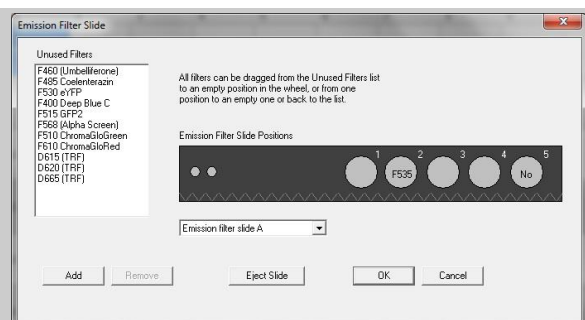 Emission Filter Slide
Unused Filters
F460 (Umbelliferone)
F485 Coelenterazin
F530 eYFP
F400 Deep Blue C
F515 GFP2
F568 (Alpha Screen)
F510 ChromaGloGreen
F610 ChromaGloRed
D615 (TRF)
D620 (TRF)
D665 (TRF)
All filters can be dragged from the Unused Filters list
to an empty position in the wheel, or from one
position to an empty one or back to the list.
Emission Filter Slide Positions
1 2 3 4 5
F535 No
Emission filter slide A
Add Remove Eject Slide OK Cancel